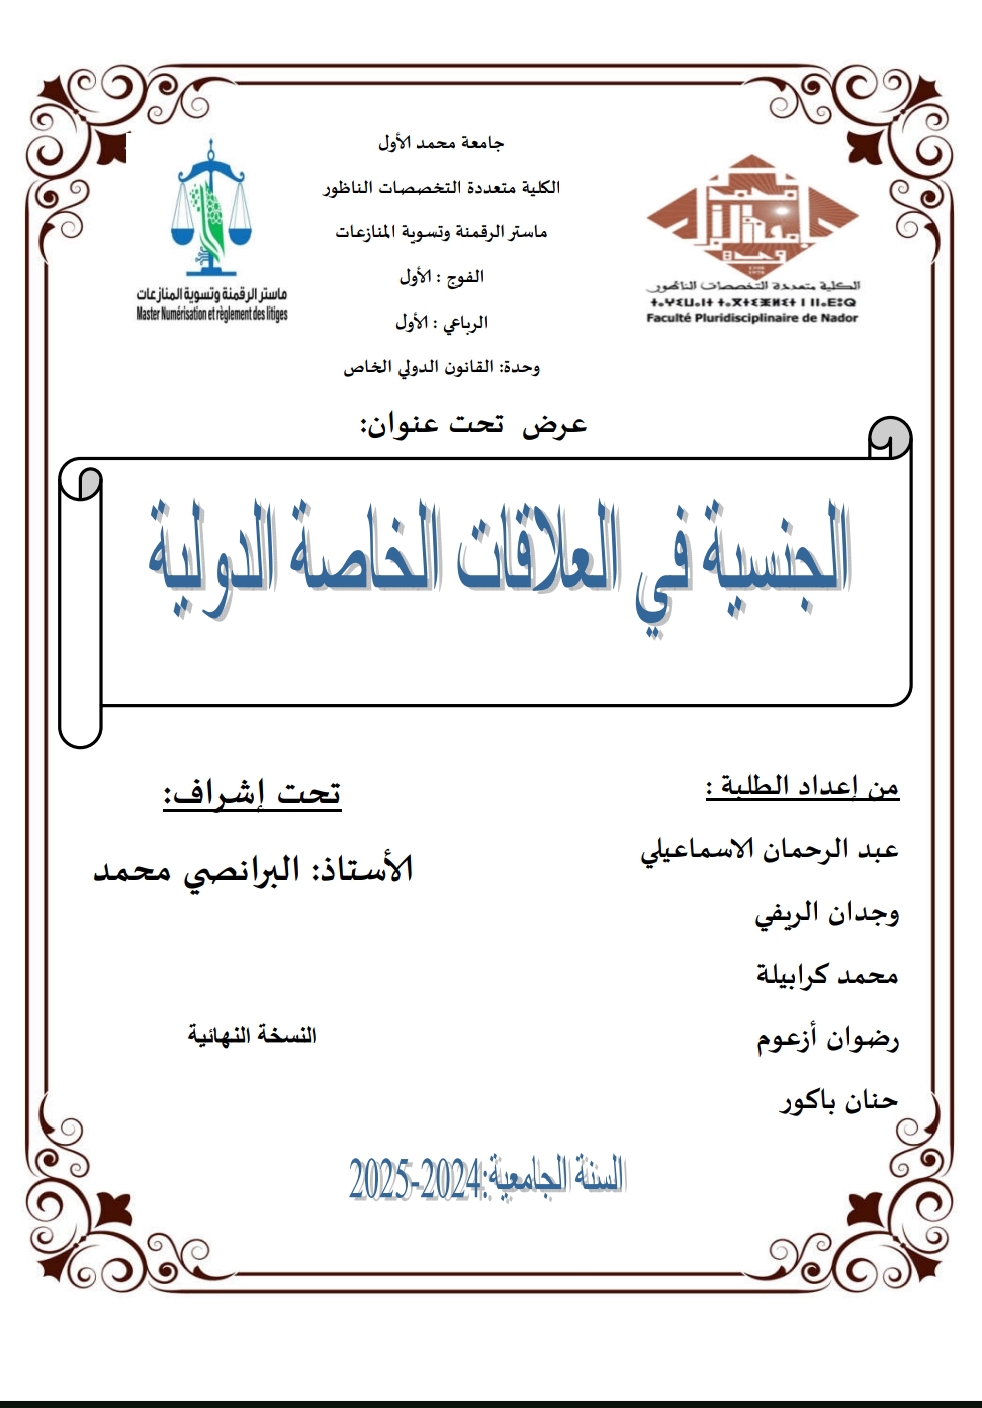 جامعة محمد الأول
الكلية متعددة التخصصات الناظور
ماستر الرقمنة وتسوية المنازعات
الفوج : الأول
الرباعي : الأول
وحدة: القانون الدولي الخاص
الكلية متعددة التخصصات الناظور
Faculté Pluridisciplinaire de Nador
ماستر الرقمنة وتسوية المنازعات
Master Numérisation et règlement des litiges
عرض تحت عنوان:
الجنسية في العلاقات الخاصة الدولية
من إعداد الطلبة :
عبد الرحمان الاسماعيلي
وجدان الريفي
محمد كرابيلة
رضوان أزعوم
حنان باكور
تحت إشراف:
الأستاذ: البرانصي محمد
النسخة النهائية
السنة الجامعية:2024-2025